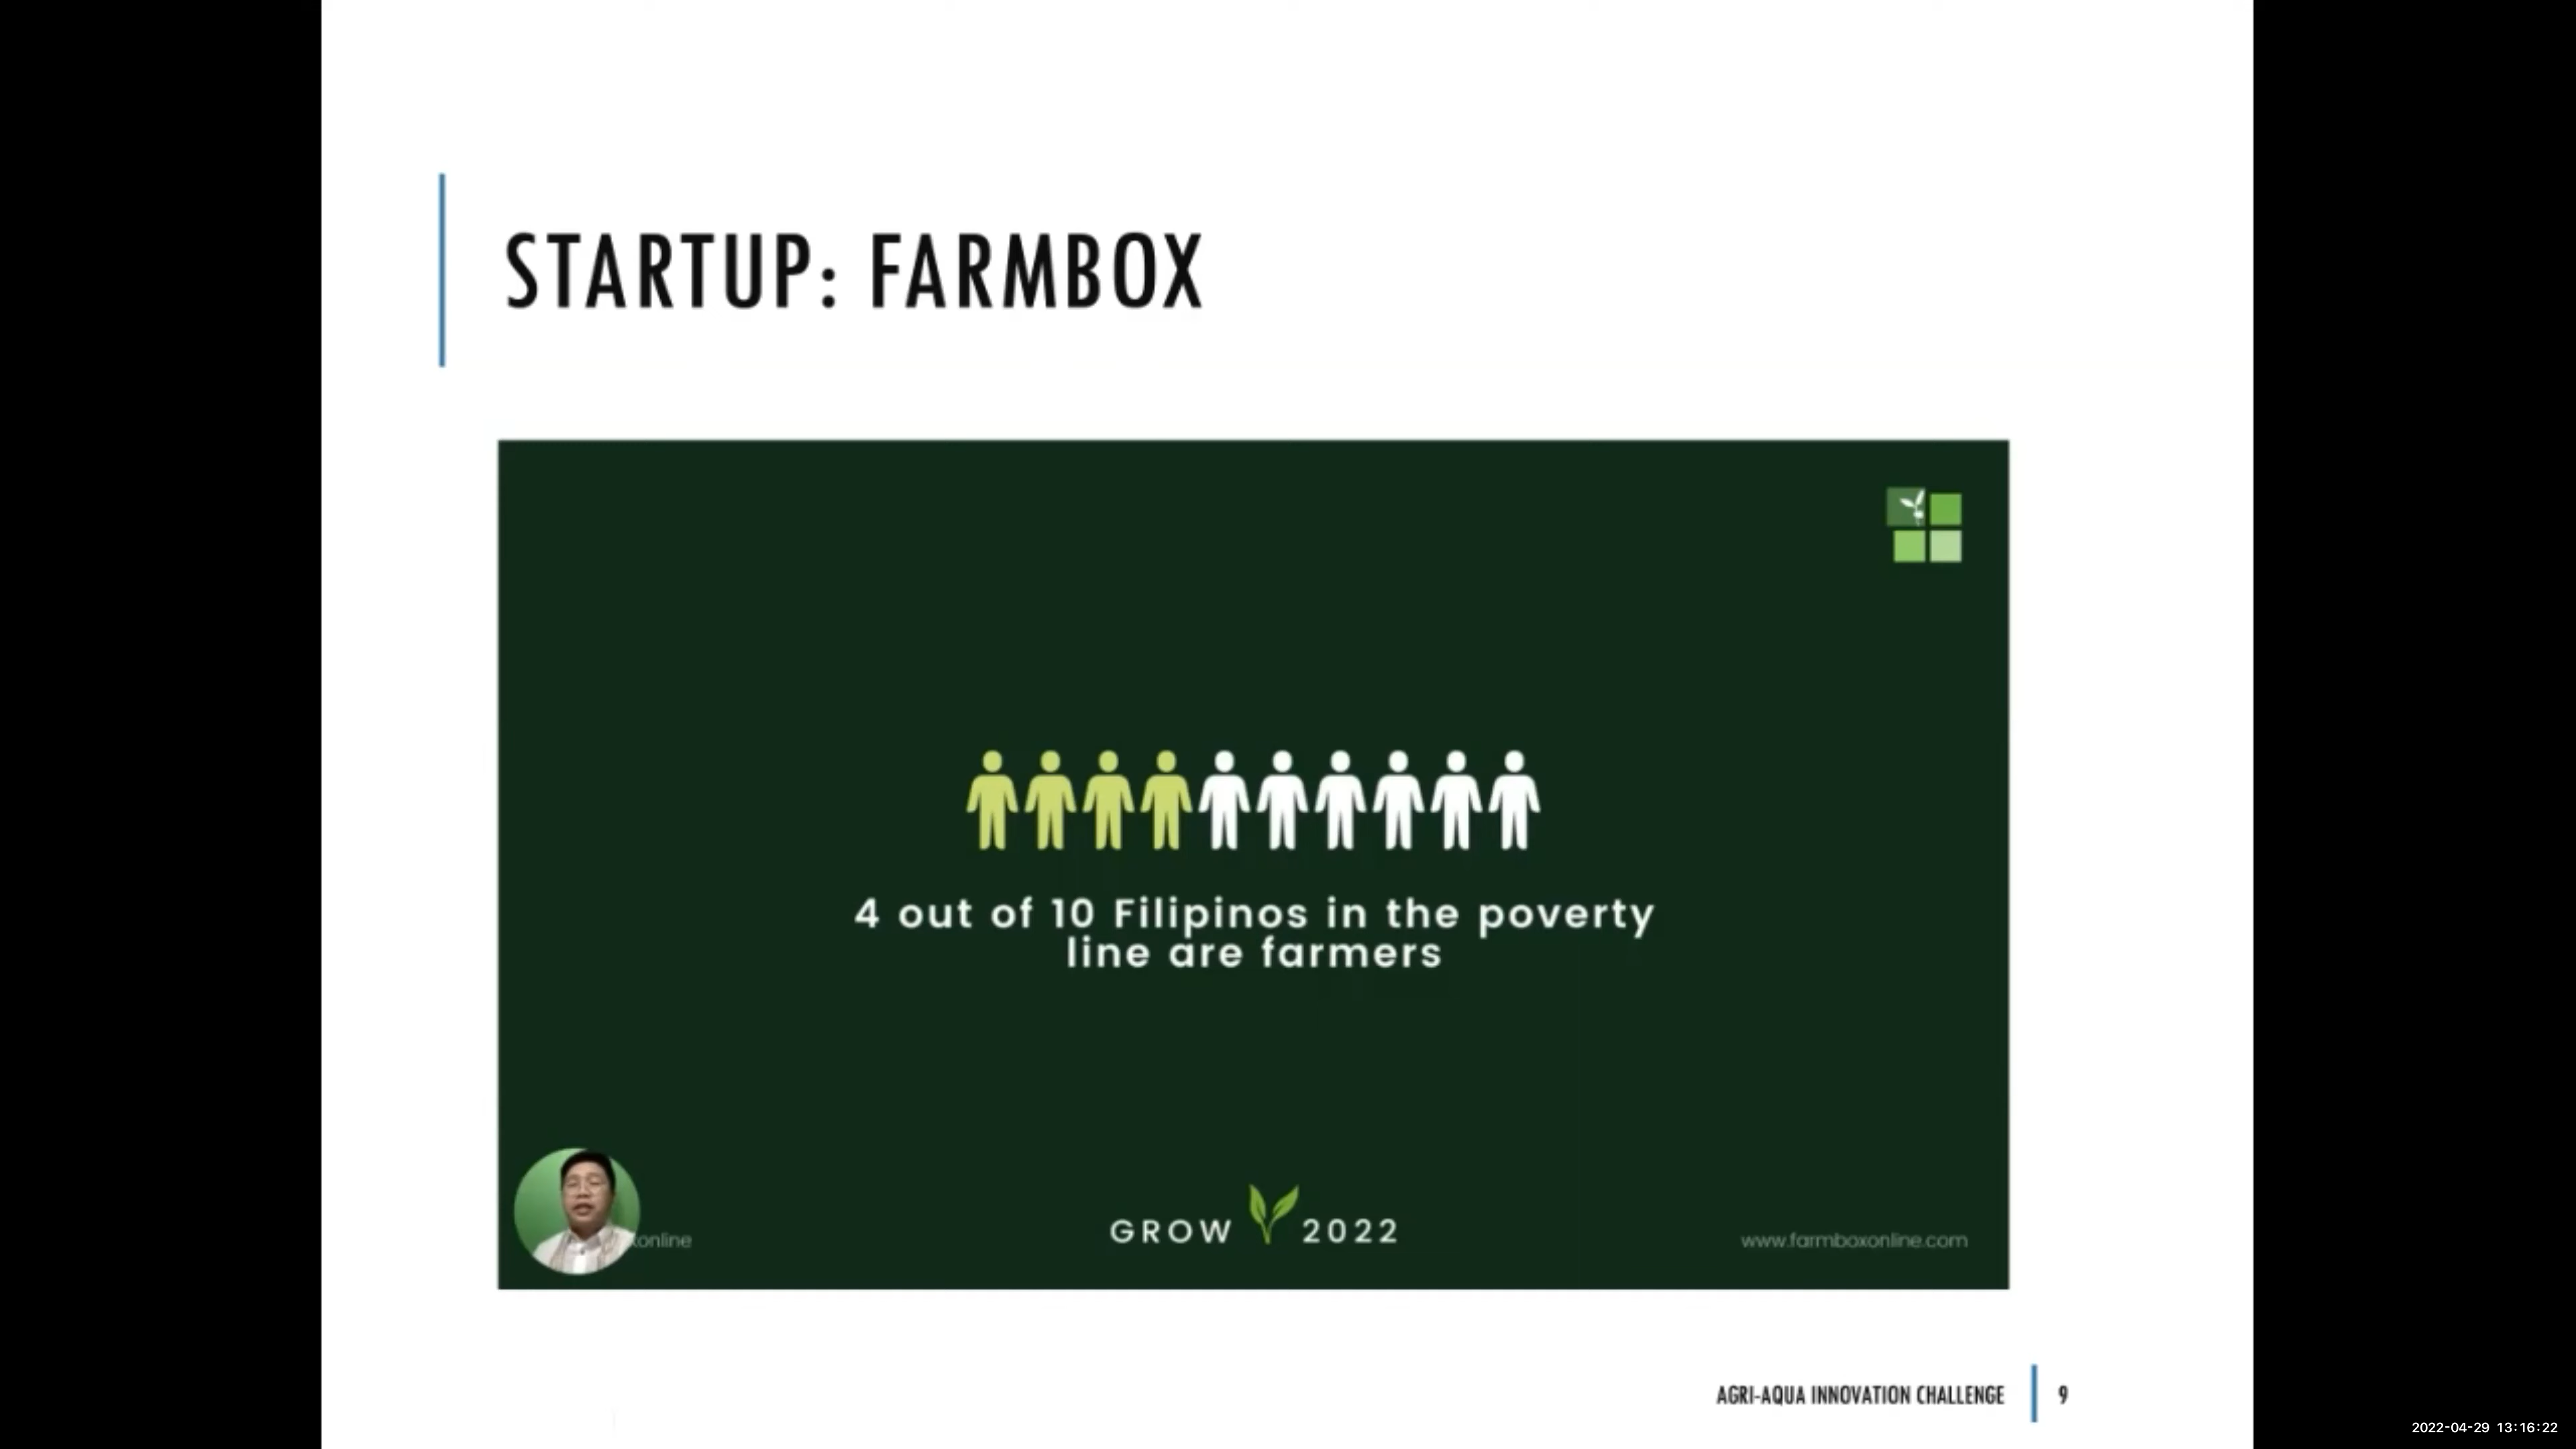 STARTUP: FARMBOX
4 out of 10 Filipinos in the poverty
line are farmers
online
GROW 2022
www.farmboxonline.com
AGRI-AQUA INNOVATION CHALLENGE 9
2022-04-29 13:16:22